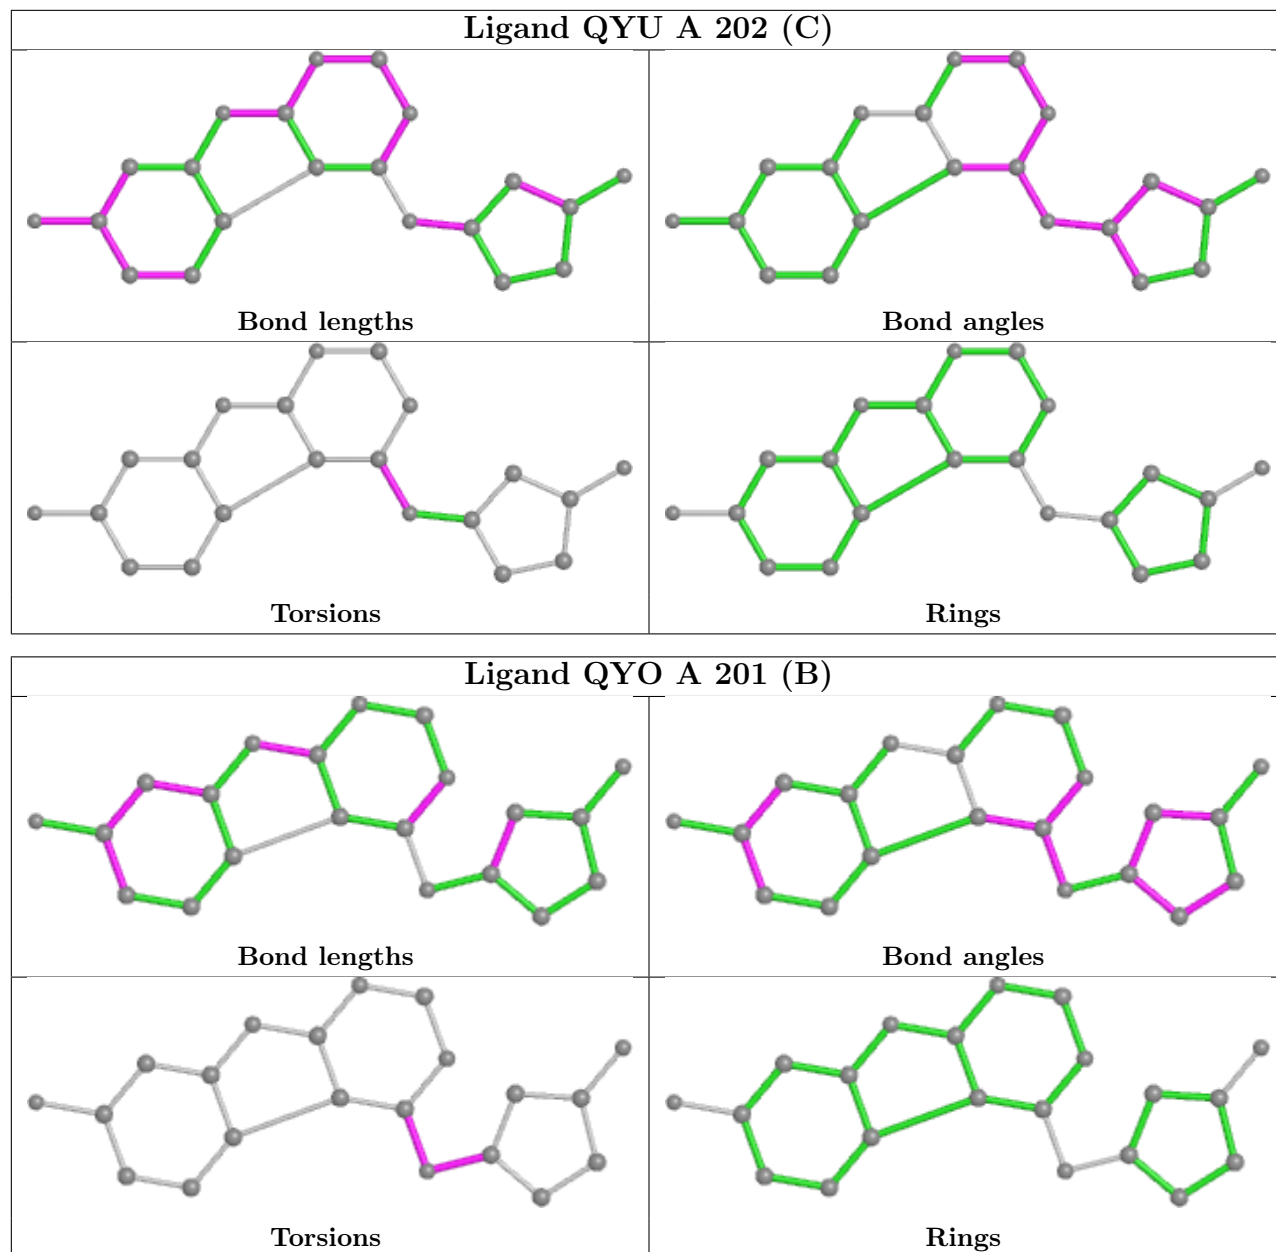 Ligand QYU A 202 (C)
Bond lengths
Bond angles
Torsions
Rings
Ligand QYO A 201 (B)
Bond lengths
Bond angles
Torsions
Rings